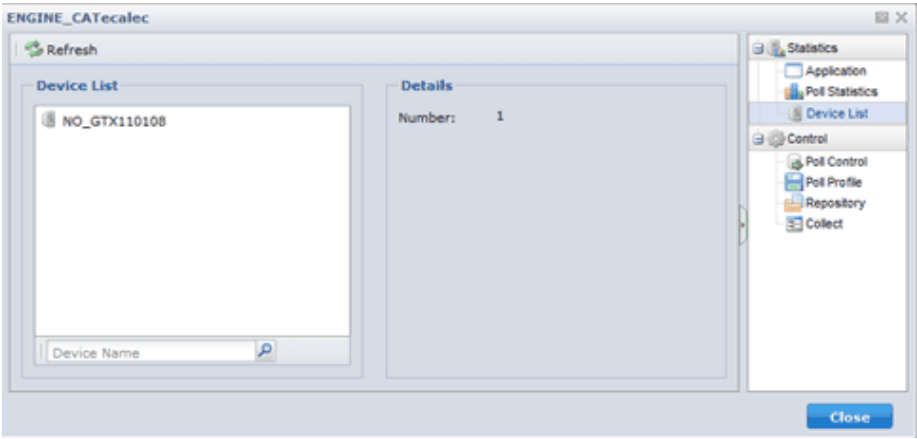 ENGINE_CATecalec
Refresh
Device List
NO_GTX110108
Device Name
Details
Number: 1
Statistics
Application
Poll Statistics
Device List
Control
Poll Control
Poll Profile
Repository
Collect
Close